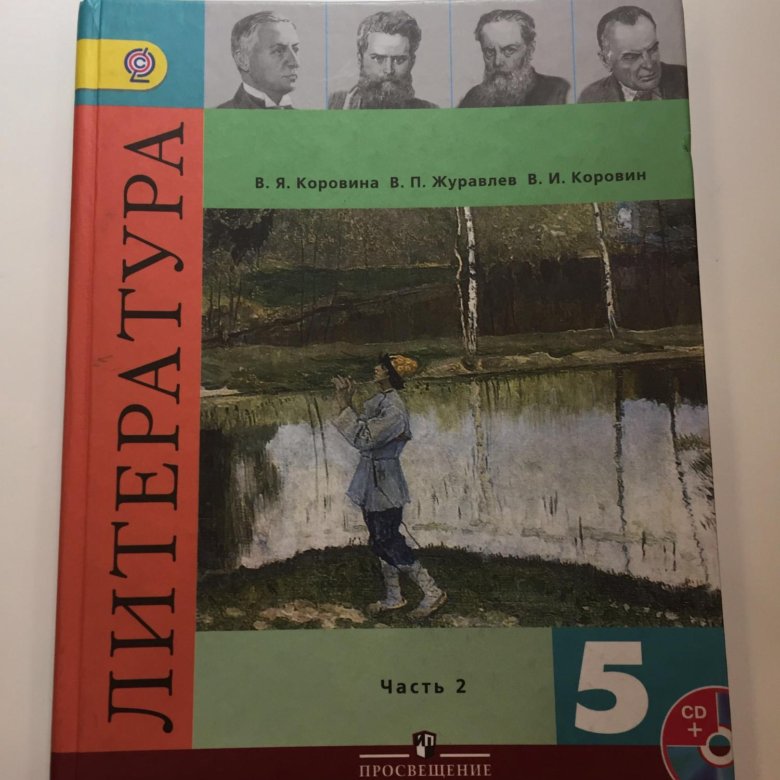 В. Я. Коровина В. П. Журавлев В. И. Коровин
ЛИТЕРАТУРА
Часть 2
5
CD
+
ПРОСВЕЩЕНИЕ